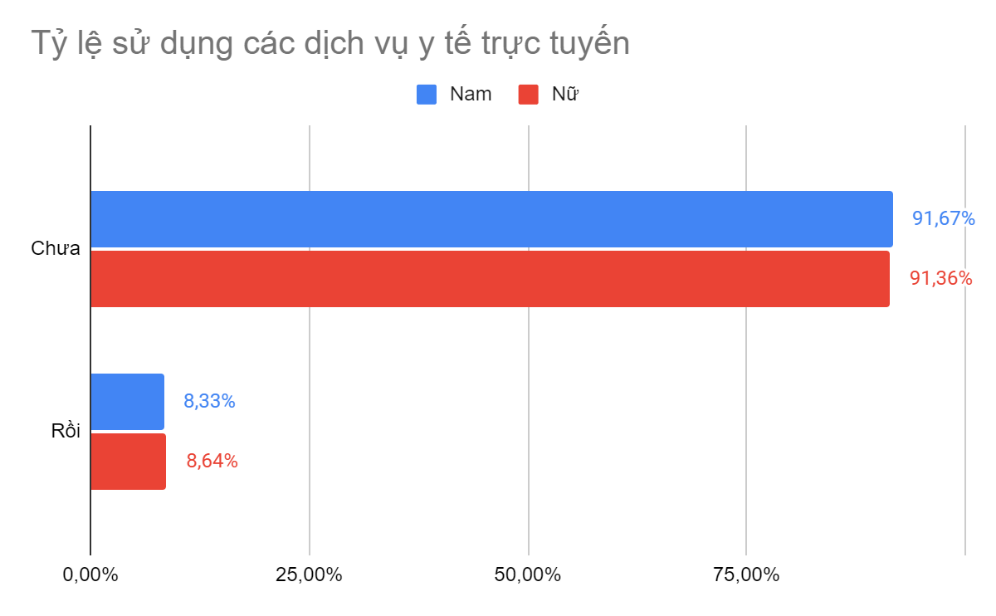 Tỷ lệ sử dụng các dịch vụ y tế trực tuyến
Nam Nữ
Chưa
91,67%
91,36%
Rồi
8,33%
8,64%
0,00% 25,00% 50,00% 75,00%